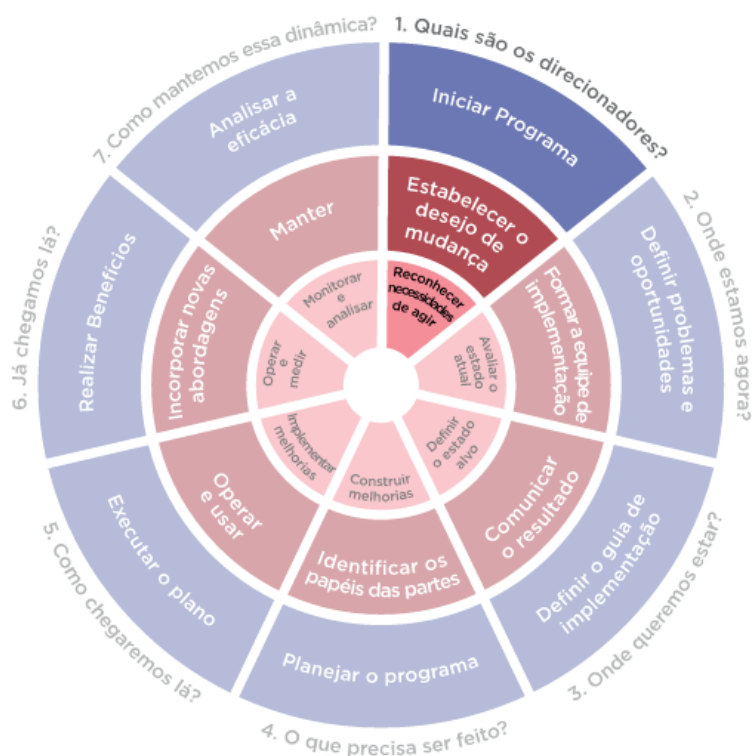 1. Quais são os direcionadores?
Iniciar Programa
Estabelecer o
desejo de
mudança
Reconhecer
necessidades
de agir
2. Onde estamos agora?
Definir problemas e
oportunidades
Formar a equipe de
implementação
Avaliar o
estado
atual
3. Onde queremos estar?
Definir o guia de
implementação
Comunicar
o resultado
Definir
o estado
alvo
4. O que precisa ser feito?
Planejar o programa
Identificar os
papéis das partes
Construir
melhorias
5. Como chegaremos lá?
Executar o plano
Operar
e usar
Implementar
melhorias
6. Já chegamos lá?
Realizar Benefícios
Incorporar novas
abordagens
Operar
e
medir
7. Como mantemos essa dinâmica?
Analisar a
eficácia
Manter
Monitorar
e
analisar